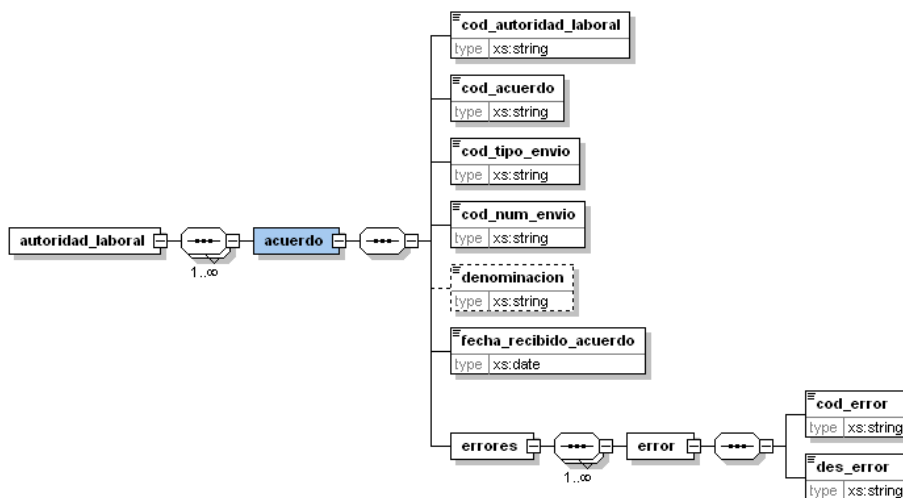 cod_autoridad_laboral
type xs:string
cod_acuerdo
type xs:string
cod_tipo_envio
type xs:string
cod_num_envio
type xs:string
autoridad_laboral
1..∞
acuerdo
denominacion
type xs:string
fecha_recibido_acuerdo
type xs:date
errores
1..∞
error
cod_error
type xs:string
des_error
type xs:string